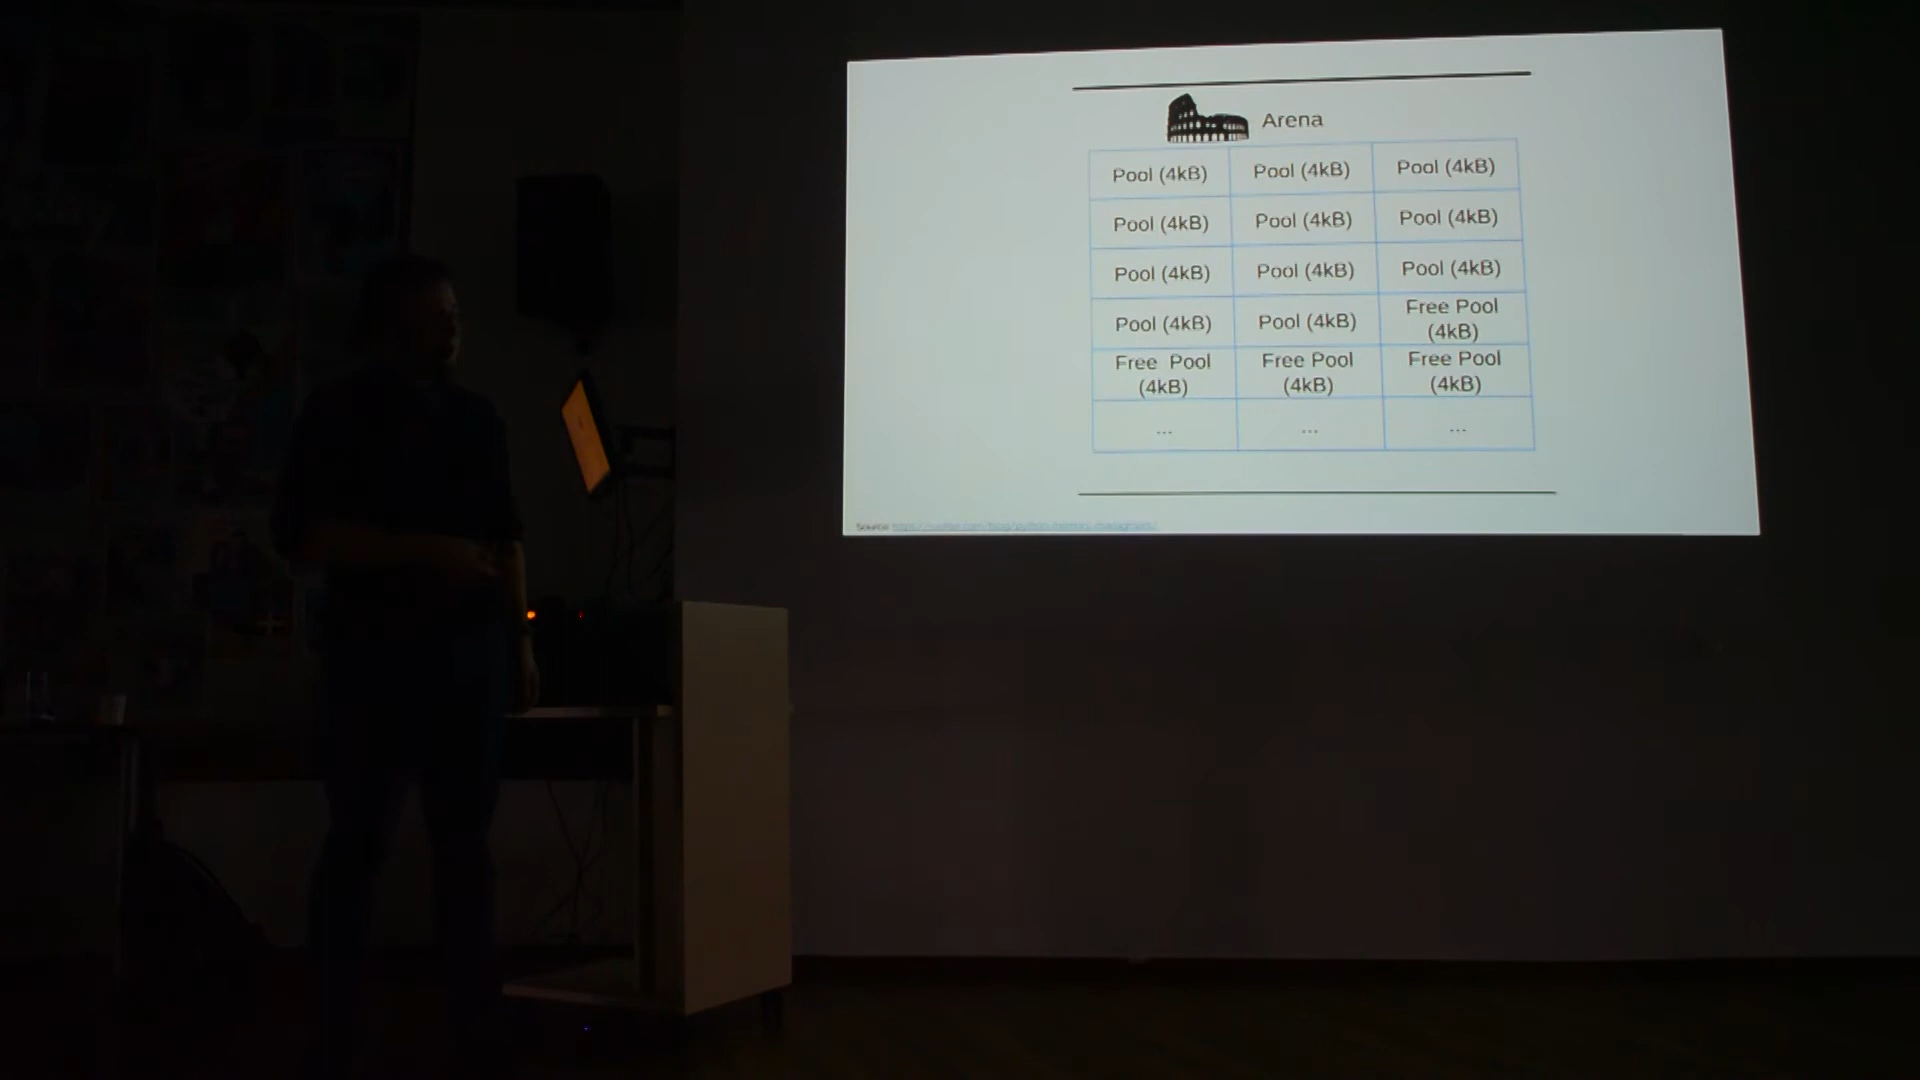 Arena
Pool (4kB) Pool (4kB) Pool (4kB)
Pool (4kB) Pool (4kB) Pool (4kB)
Pool (4kB) Pool (4kB) Pool (4kB)
Pool (4kB) Pool (4kB) Free Pool (4kB)
Free Pool (4kB) Free Pool (4kB) Free Pool (4kB)
... ... ...
Source: